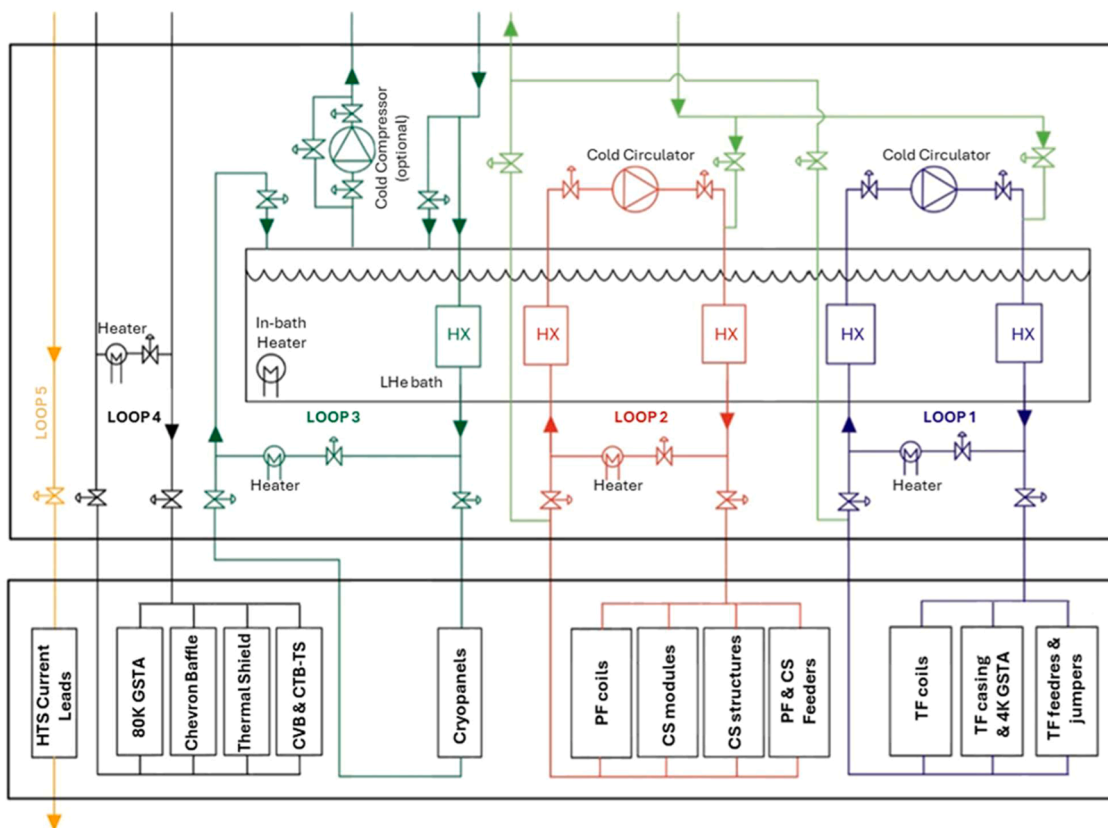 Cold Compressor
(optional)
Cold Circulator
Cold Circulator
Heater
In-bath
Heater
HX
HX
HX
HX
HX
LHe bath
LOOP 5
LOOP 4
LOOP 3
LOOP 2
LOOP 1
Heater
Heater
Heater
HTS Current
Leads
80K GSTA
Chevron Baffle
Thermal Shield
CVB & CTB-TS
Cryopanels
PF coils
CS modules
CS structures
PF & CS
Feeders
TF coils
TF casing
& 4K GSTA
TF feedres &
jumpers